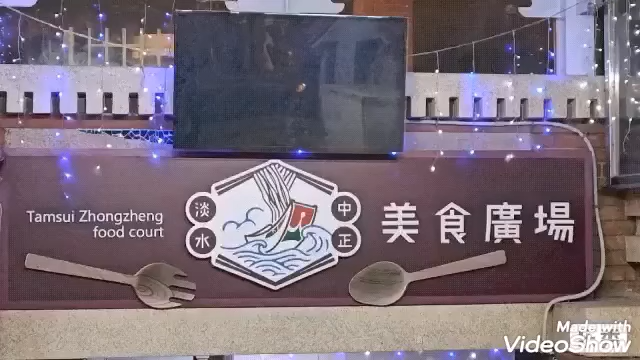 Tamsui Zhongzheng
food court
淡水
中正
美食廣場
Made with
VideoShow